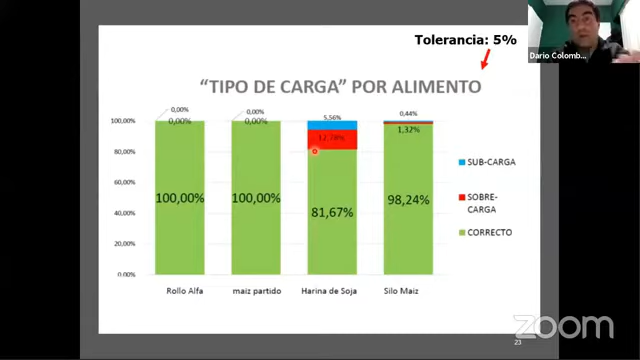 Tolerancia: 5%
Dario Colomb...
“TIPO DE CARGA” POR ALIMENTO
0,00%
0,00%
5,56%
0,44%
100,00%
0,00%
0,00%
12,78%
1,32%
80,00%
60,00%
40,00%
20,00%
0,00%
100,00%
100,00%
81,67%
98,24%
SUB-CARGA
SOBRE-
CARGA
CORRECTO
Rollo Alfa
maiz partido
Harina de Soja
Silo Maiz
zoom
23